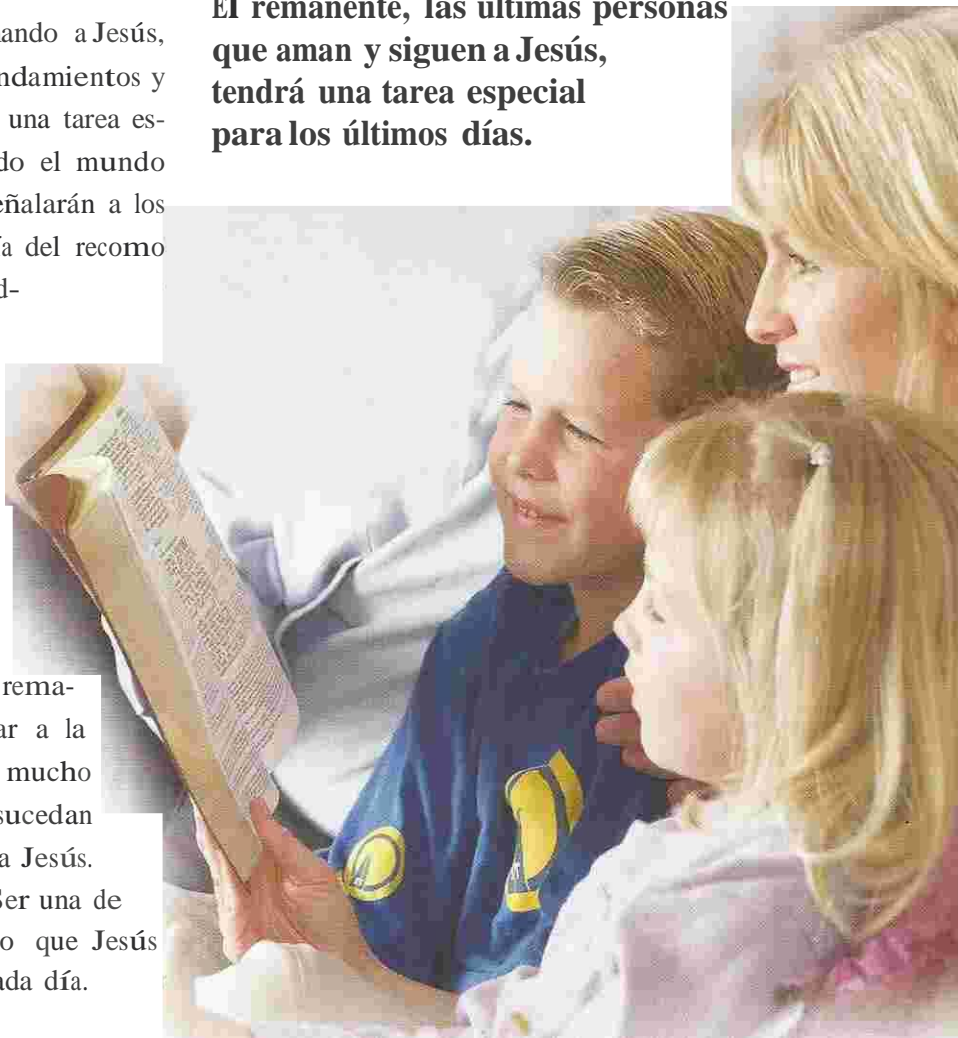 ando a Jesús,
ndamientos y
una tarea es-
do el mundo
eñalarán a los
a del recomo
d-
El remanente, las últimas personas
que aman y siguen a Jesús,
tendrá una tarea especial
para los últimos días.
rema-
ar a la
mucho
sucedan
a Jesús.
Ser una de
o que Jesús
ada día.